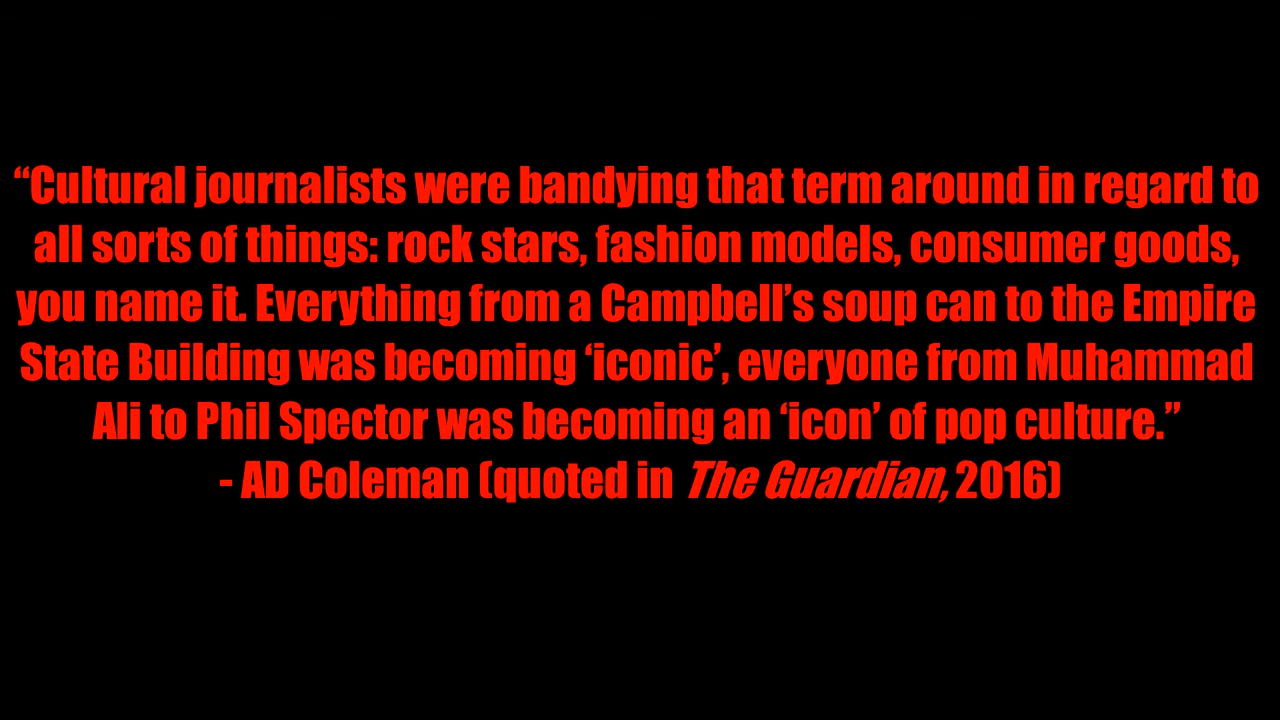 “Cultural journalists were bandying that term around in regard to
all sorts of things: rock stars, fashion models, consumer goods,
you name it. Everything from a Campbell’s soup can to the Empire
State Building was becoming ‘iconic’, everyone from Muhammad
Ali to Phil Spector was becoming an ‘icon’ of pop culture.”
- AD Coleman (quoted in The Guardian, 2016)